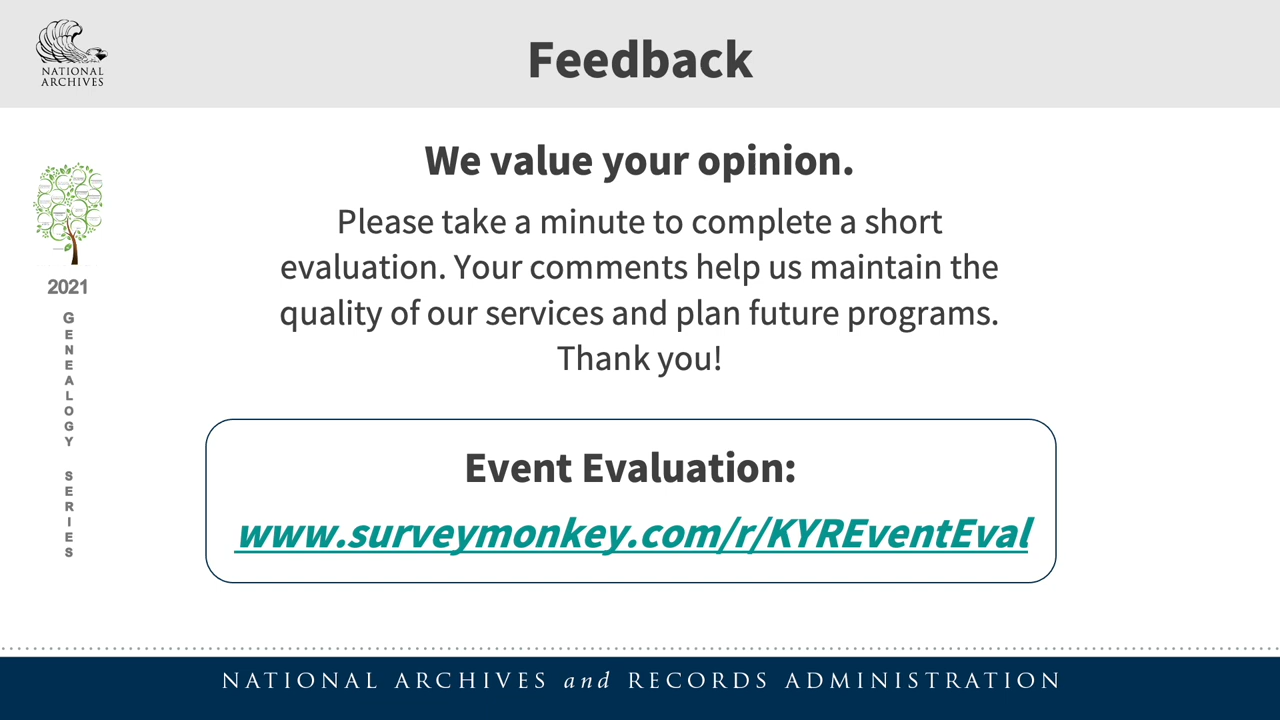 NATIONAL
ARCHIVES
Feedback
We value your opinion.
Please take a minute to complete a short
evaluation. Your comments help us maintain the
quality of our services and plan future programs.
Thank you!
2021
GENEALOGY SERIES
Event Evaluation:
www.surveymonkey.com/r/KYREventEval
NATIONAL ARCHIVES and RECORDS ADMINISTRATION